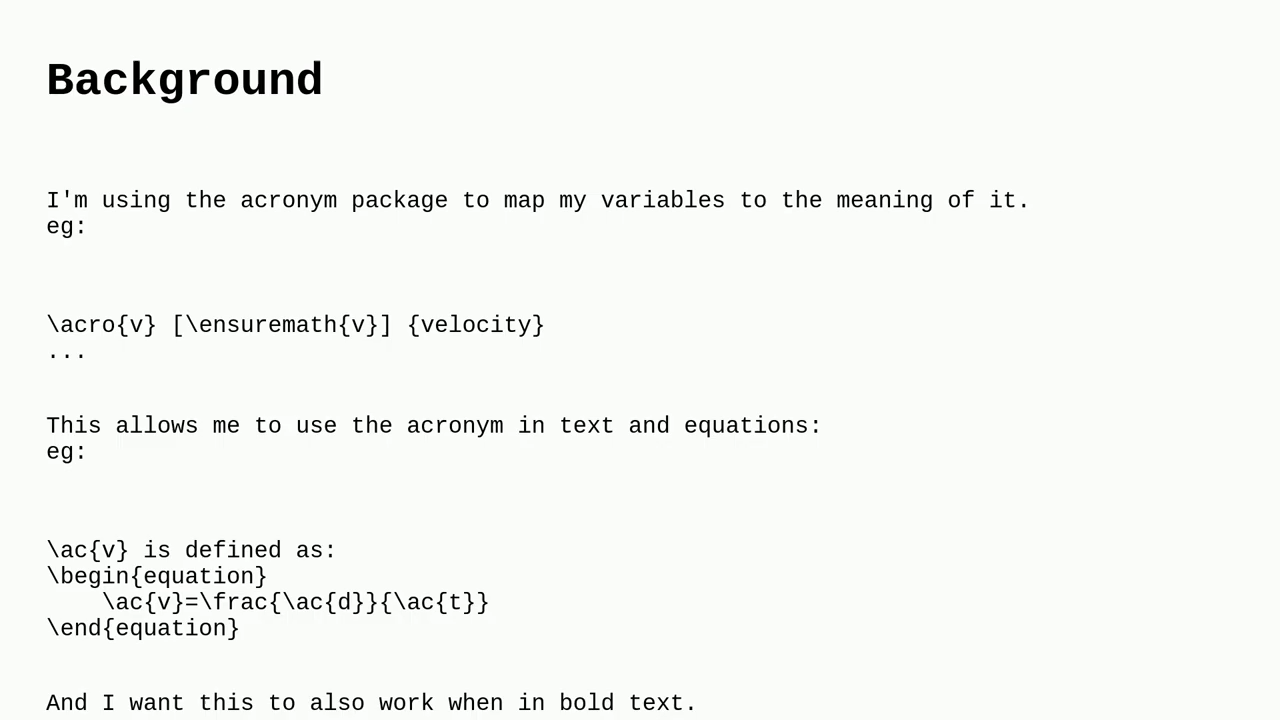 Background
I'm using the acronym package to map my variables to the meaning of it.
eg:
\acro{v} [\ensuremath{v}] {velocity}
...
This allows me to use the acronym in text and equations:
eg:
\ac{v} is defined as:
\begin{equation}
    \ac{v}=\frac{\ac{d}}{\ac{t}}
\end{equation}
And I want this to also work when in bold text.